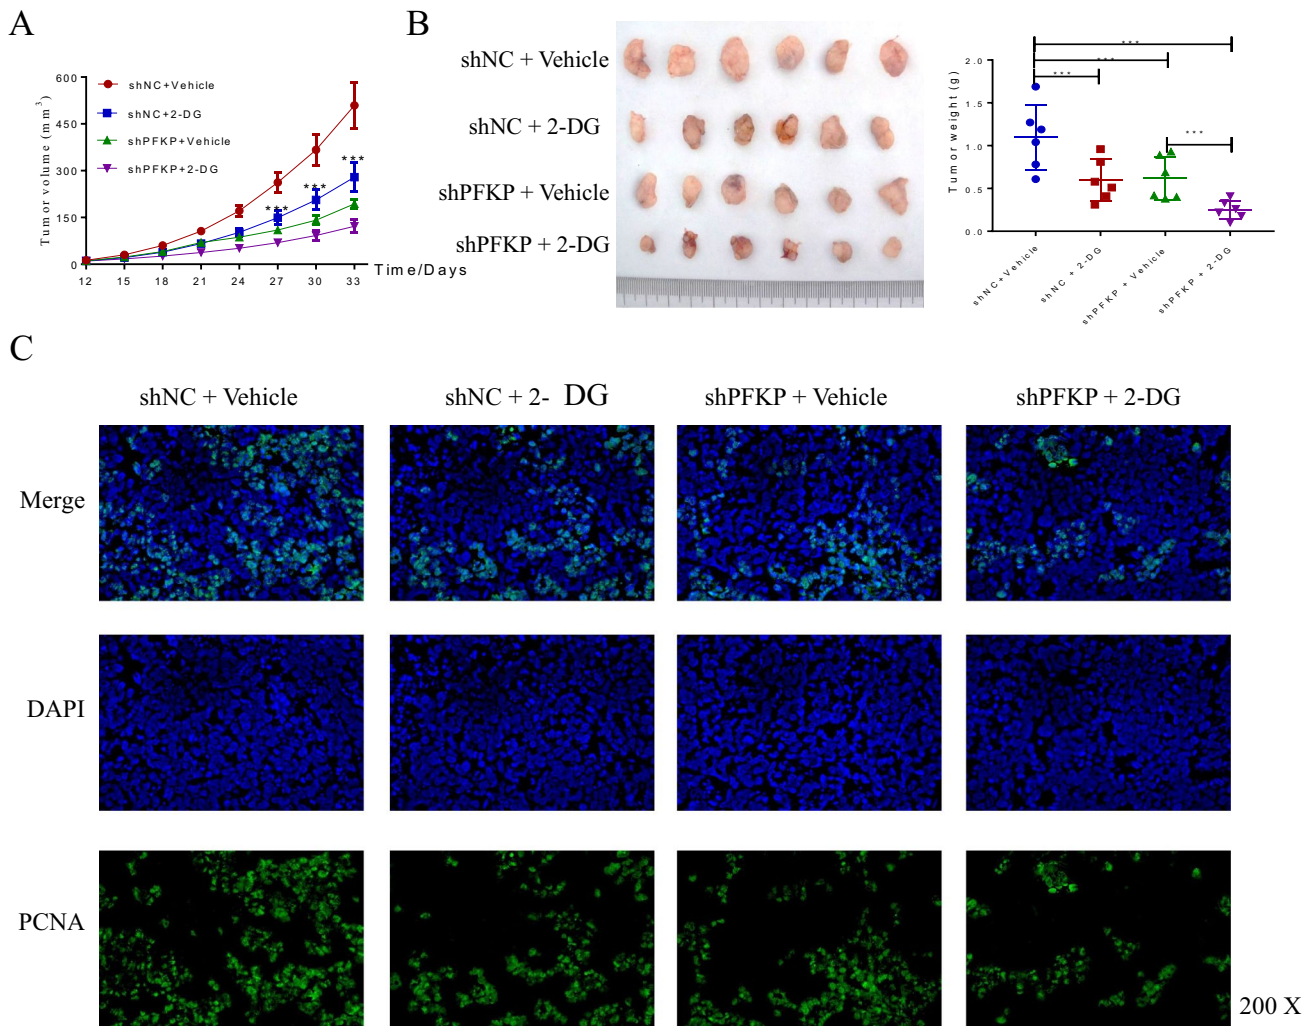 A
B
600
450
300
150
0
Tumor volume (mm³)
shNC+Vehicle
shNC+2-DG
shPFKP+Vehicle
shPFKP+2-DG
***
***
***
12 15 18 21 24 27 30 33
Time/Days
shNC + Vehicle
shNC + 2-DG
shPFKP + Vehicle
shPFKP + 2-DG
2.0
1.5
1.0
0.5
0.0
Tumor weight (g)
***
***
***
***
shNC+Vehicle
shNC + 2-DG
shPFKP + Vehicle
shPFKP + 2-DG
C
shNC + Vehicle
shNC + 2- DG
shPFKP + Vehicle
shPFKP + 2-DG
Merge
DAPI
PCNA
200 X